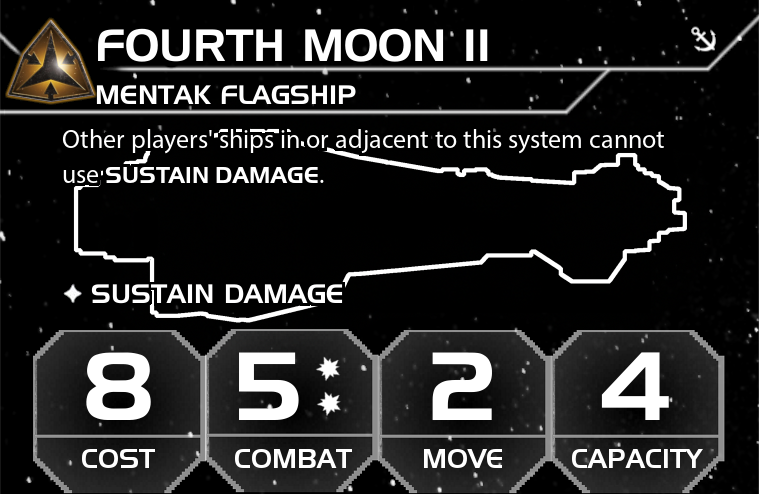 FOURTH MOON II
MENTAK FLAGSHIP
Other players' ships in or adjacent to this system cannot
use SUSTAIN DAMAGE.
SUSTAIN DAMAGE
8 5 2 4
COST COMBAT MOVE CAPACITY